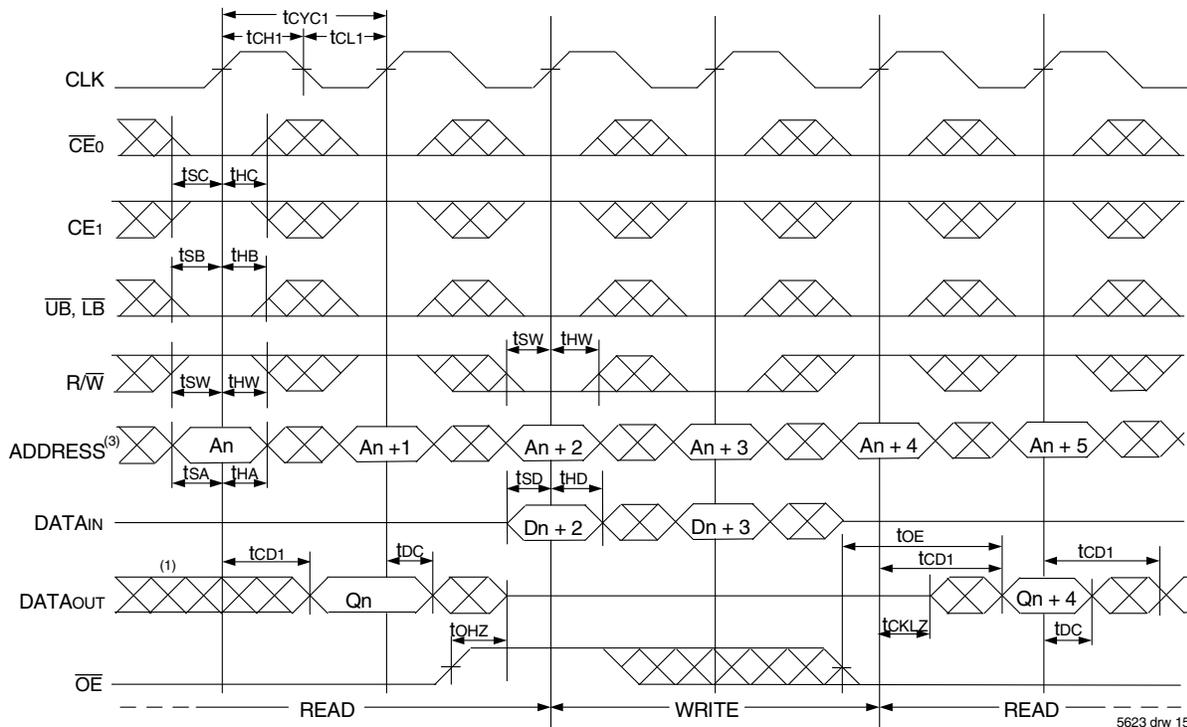 tCYC1
tCH1 tCL1
CLK
CE0
tSC tHC
CE1
tSB tHB
UB, LB
tSW tHW
R/W
tSW tHW
ADDRESS(3) An An + 1 An + 2 An + 3 An + 4 An + 5
tSA tHA tSD tHD
DATAIN Dn + 2 Dn + 3
tOE
(1) tCD1 tDC tCD1 tCD1
DATAOUT Qn Qn + 4
tOHZ tCKLZ tDC
OE
READ WRITE READ
5623 drw 15